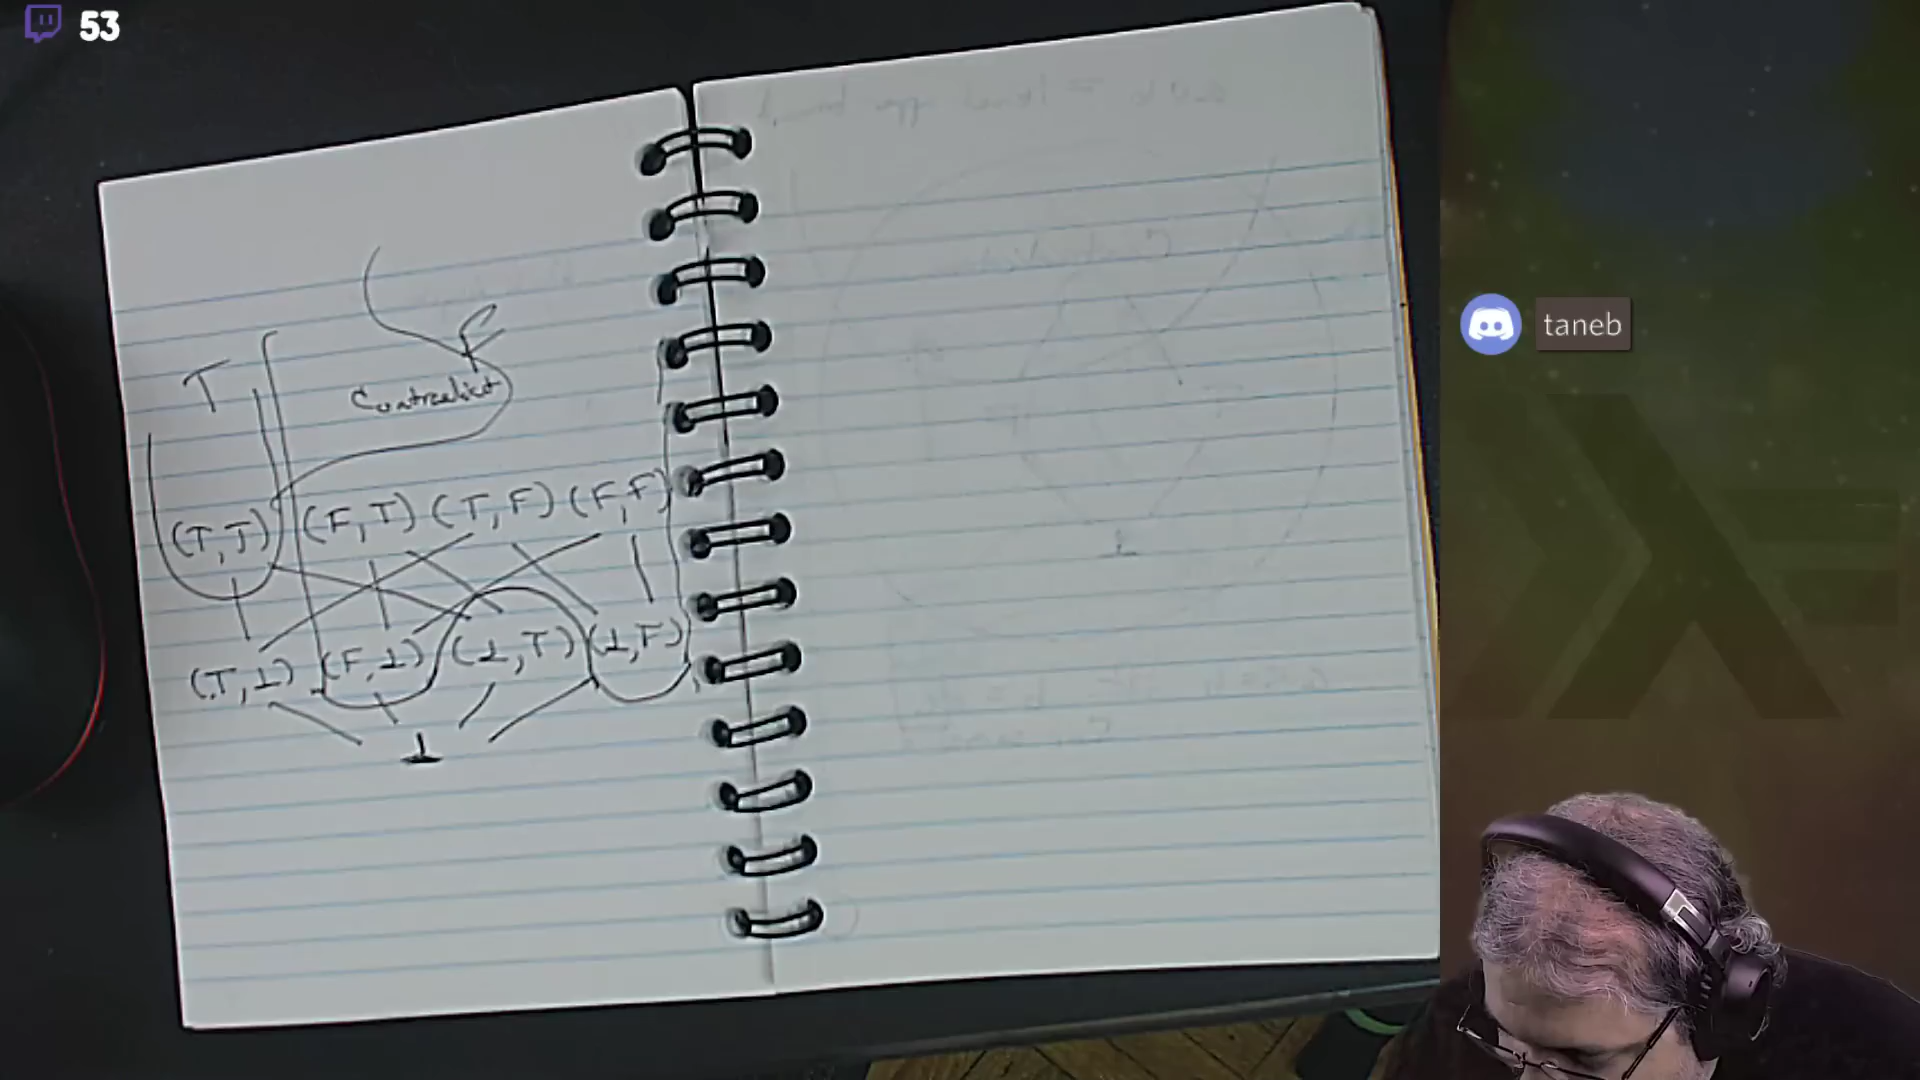 53
T F
Contradict
(T,T) (F,T) (T,F) (F,F)
(T,⊥) (F,⊥) (⊥,T) (⊥,F)
⊥
taneb